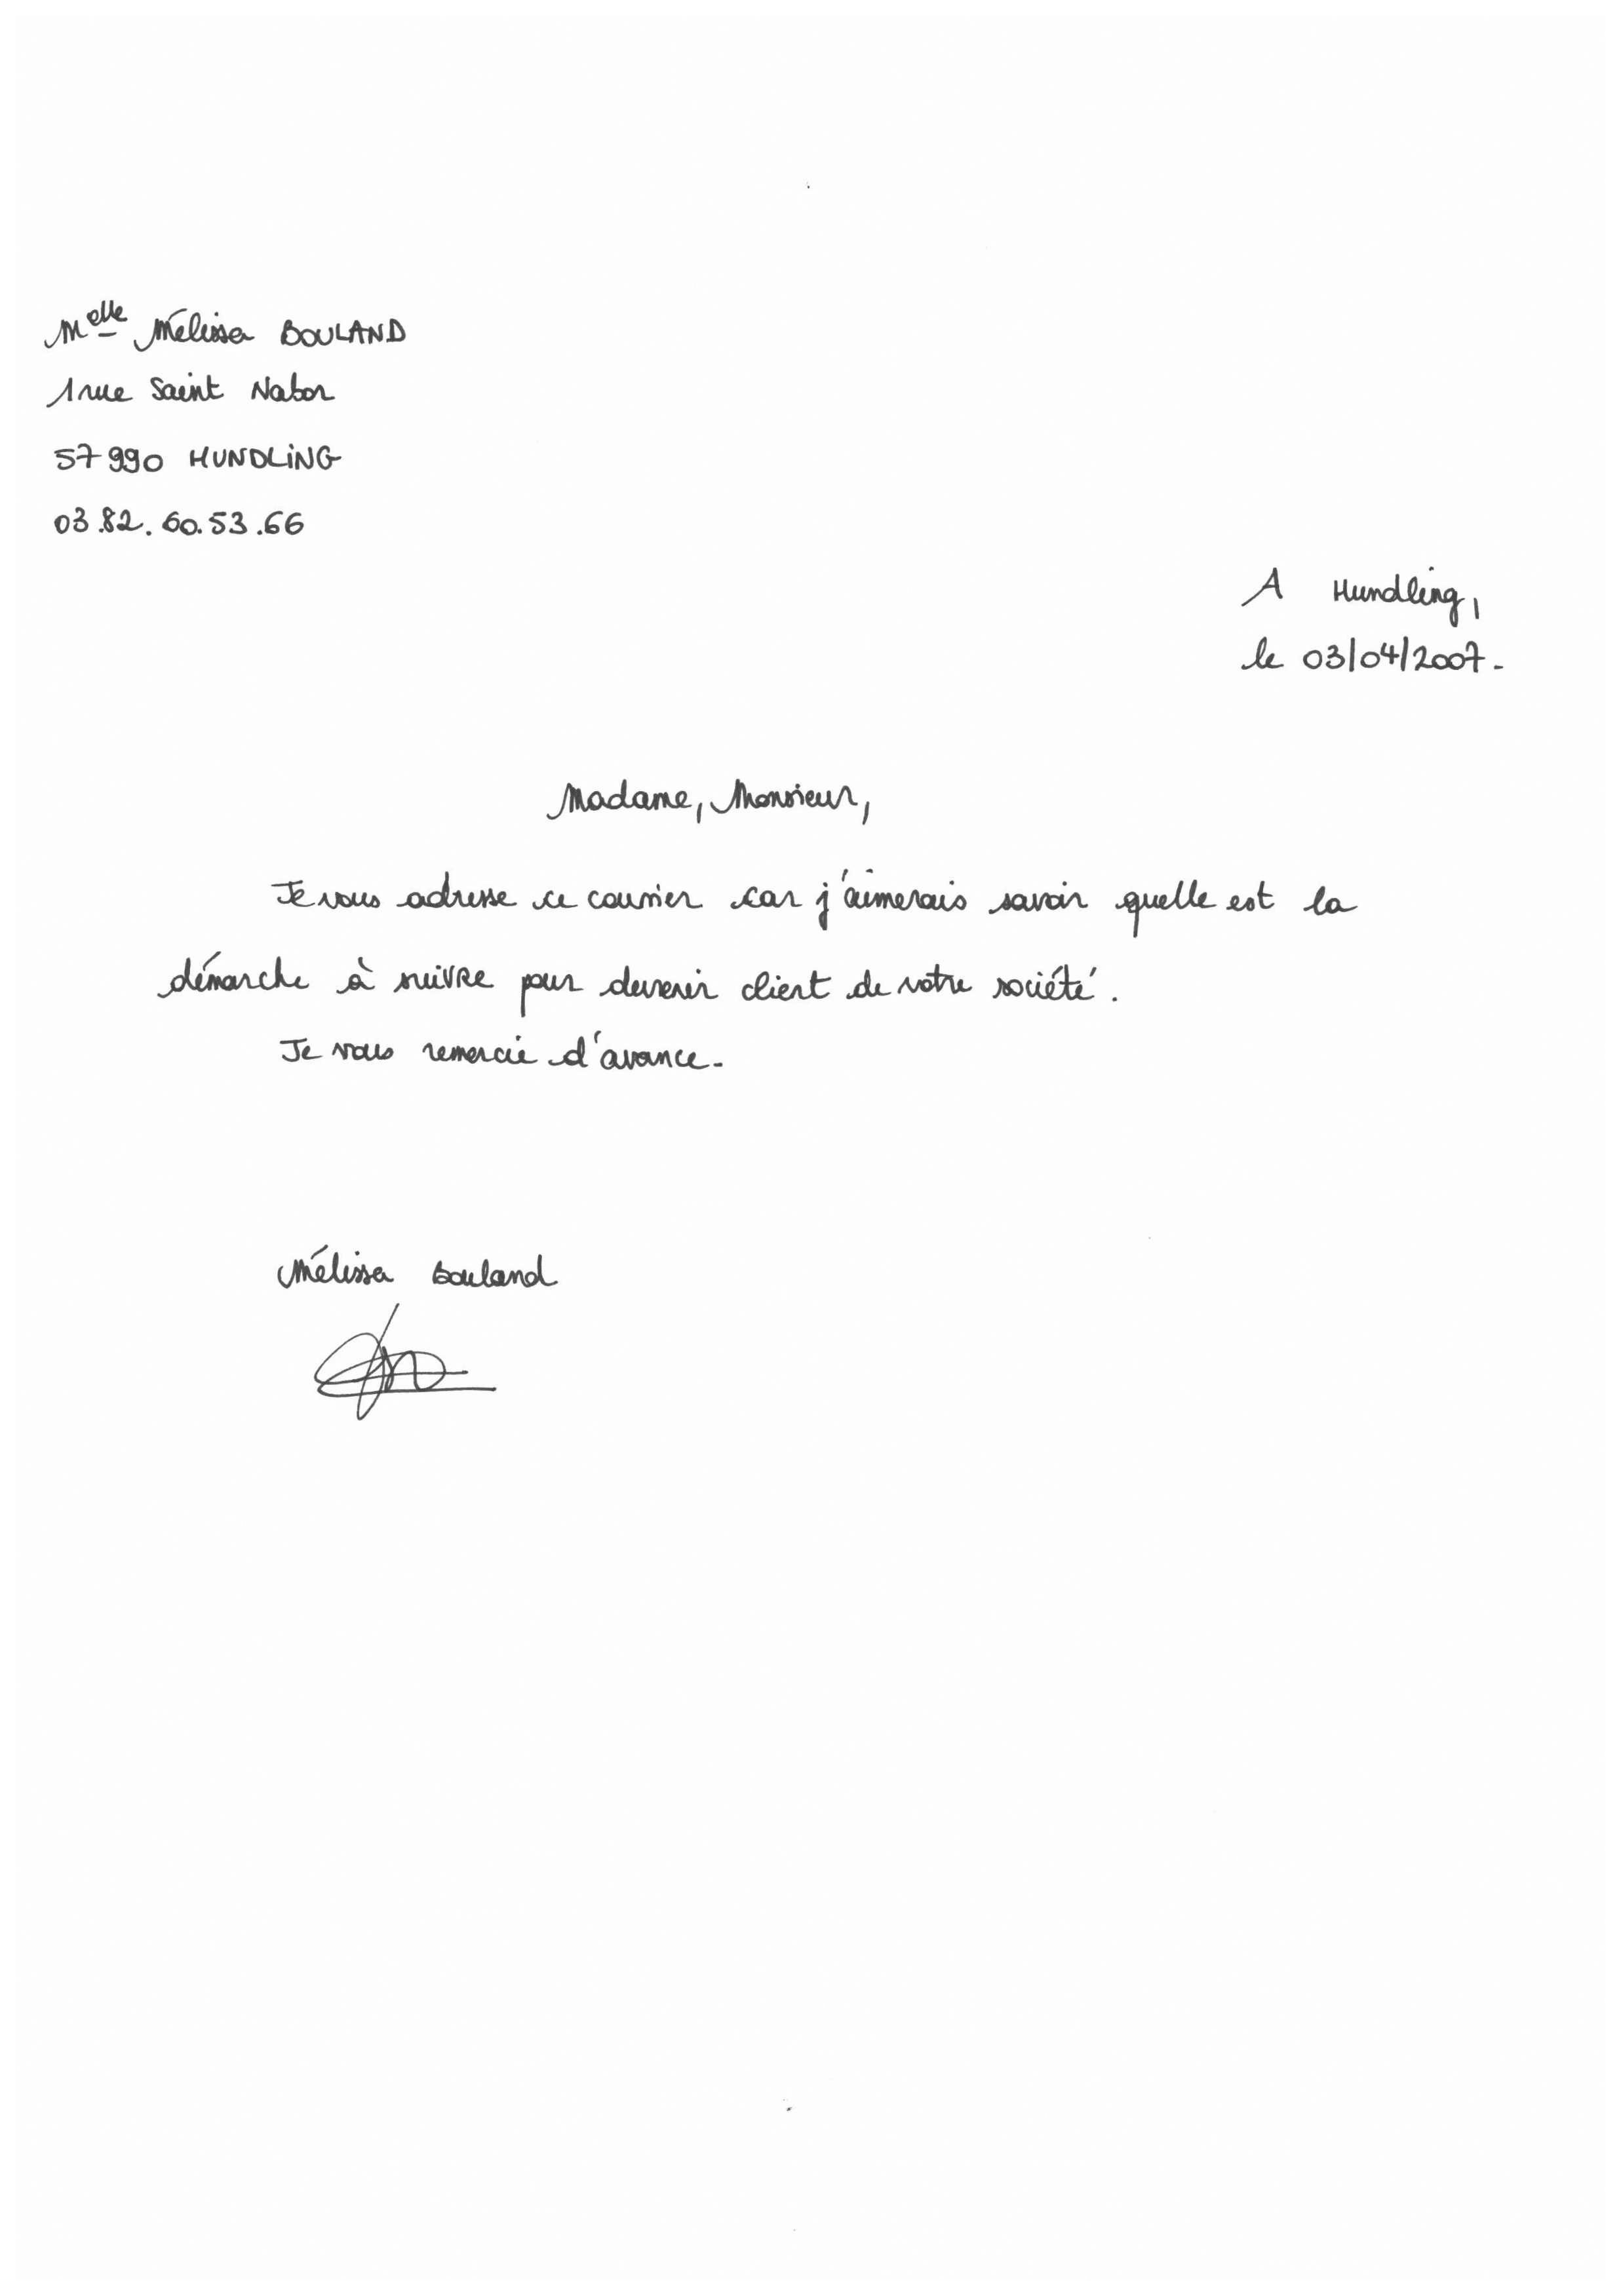 Melle Mélissa BOULAND
1 rue Saint Nabor
57990 HUNDLING
03.82.60.53.66
A Hundling,
le 03/04/2007.
Madame, Monsieur,
Je vous adresse ce courrier car j'aimerais savoir quelle est la
démarche à suivre pour devenir client de votre société.
Je vous remercie d'avance.
Mélissa Bouland